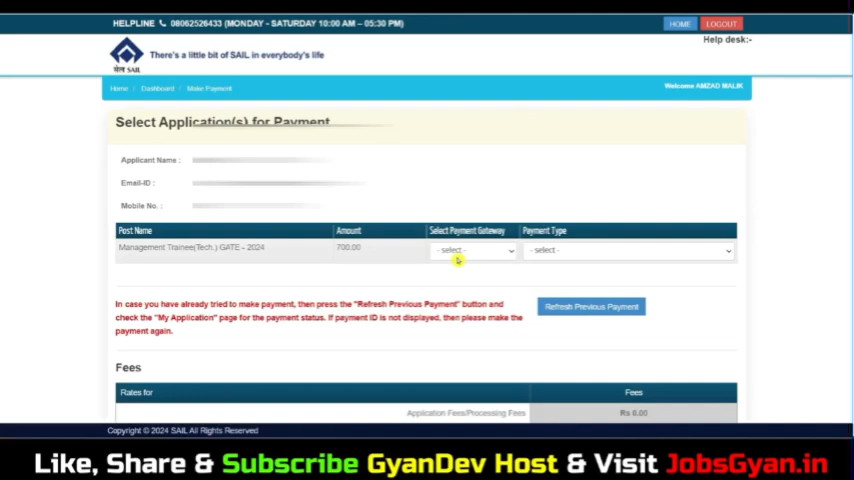 HELPLINE 08062526433 (MONDAY - SATURDAY 10:00 AM – 05:30 PM)
HOME
LOGOUT
Help desk:-
There's a little bit of SAIL in everybody's life
सेल SAIL
Home / Dashboard / Make Payment
Welcome AMZAD MALIK
Select Application(s) for Payment
Applicant Name :
Email-ID :
Mobile No. :
Post Name Amount Select Payment Gateway Payment Type
Management Trainee(Tech.) GATE - 2024 700.00 - select - - select -
In case you have already tried to make payment, then press the "Refresh Previous Payment" button and
check the "My Application" page for the payment status. If payment ID is not displayed, then please make the
payment again.
Refresh Previous Payment
Fees
Rates for Fees
Application Fees/Processing Fees Rs 0.00
Copyright © 2024 SAIL All Rights Reserved
Like, Share & Subscribe GyanDev Host & Visit JobsGyan.in